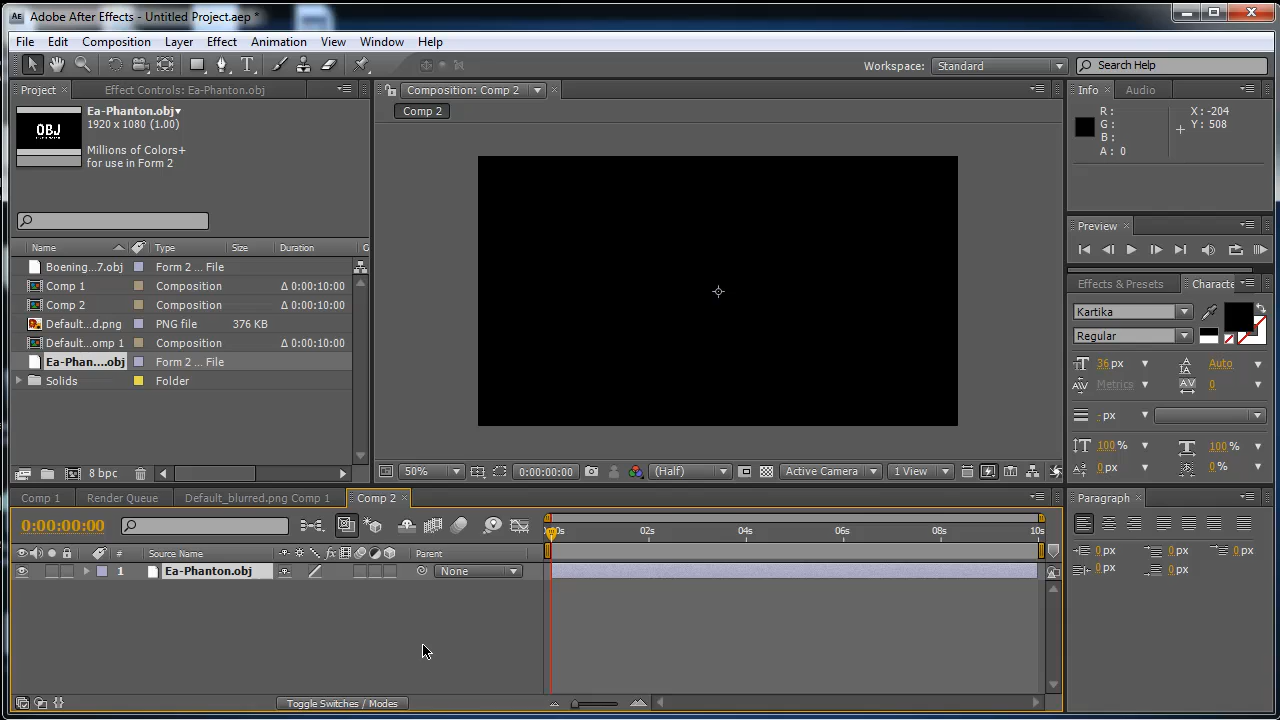 Adobe After Effects - Untitled Project.aep *
File Edit Composition Layer Effect Animation View Window Help
Workspace: Standard Search Help
Project Effect Controls: Ea-Phanton.obj
Ea-Phanton.obj
1920 x 1080 (1.00)
Millions of Colors+
for use in Form 2
OBJ
Name Type Size Duration
Boening...7.obj Form 2 ... File
Comp 1 Composition Δ 0:00:10:00
Comp 2 Composition Δ 0:00:10:00
Default...d.png PNG file 376 KB
Default...omp 1 Composition Δ 0:00:10:00
Ea-Phan....obj Form 2 ... File
Solids Folder
8 bpc
Composition: Comp 2
Comp 2
50% 0:00:00:00 (Half) Active Camera 1 View
Info Audio
R: X: -204
G: Y: 508
B:
A: 0
Preview
Effects & Presets Characte
Kartika
Regular
36 px Auto
Metrics 0
- px
100 % 100 %
0 px 0 %
Paragraph
0 px 0 px 0 px
0 px 0 px
Comp 1 Render Queue Default_blurred.png Comp 1 Comp 2
0:00:00:00
# Source Name fx Parent
1 Ea-Phanton.obj None
02s 04s 06s 08s 10s
Toggle Switches / Modes